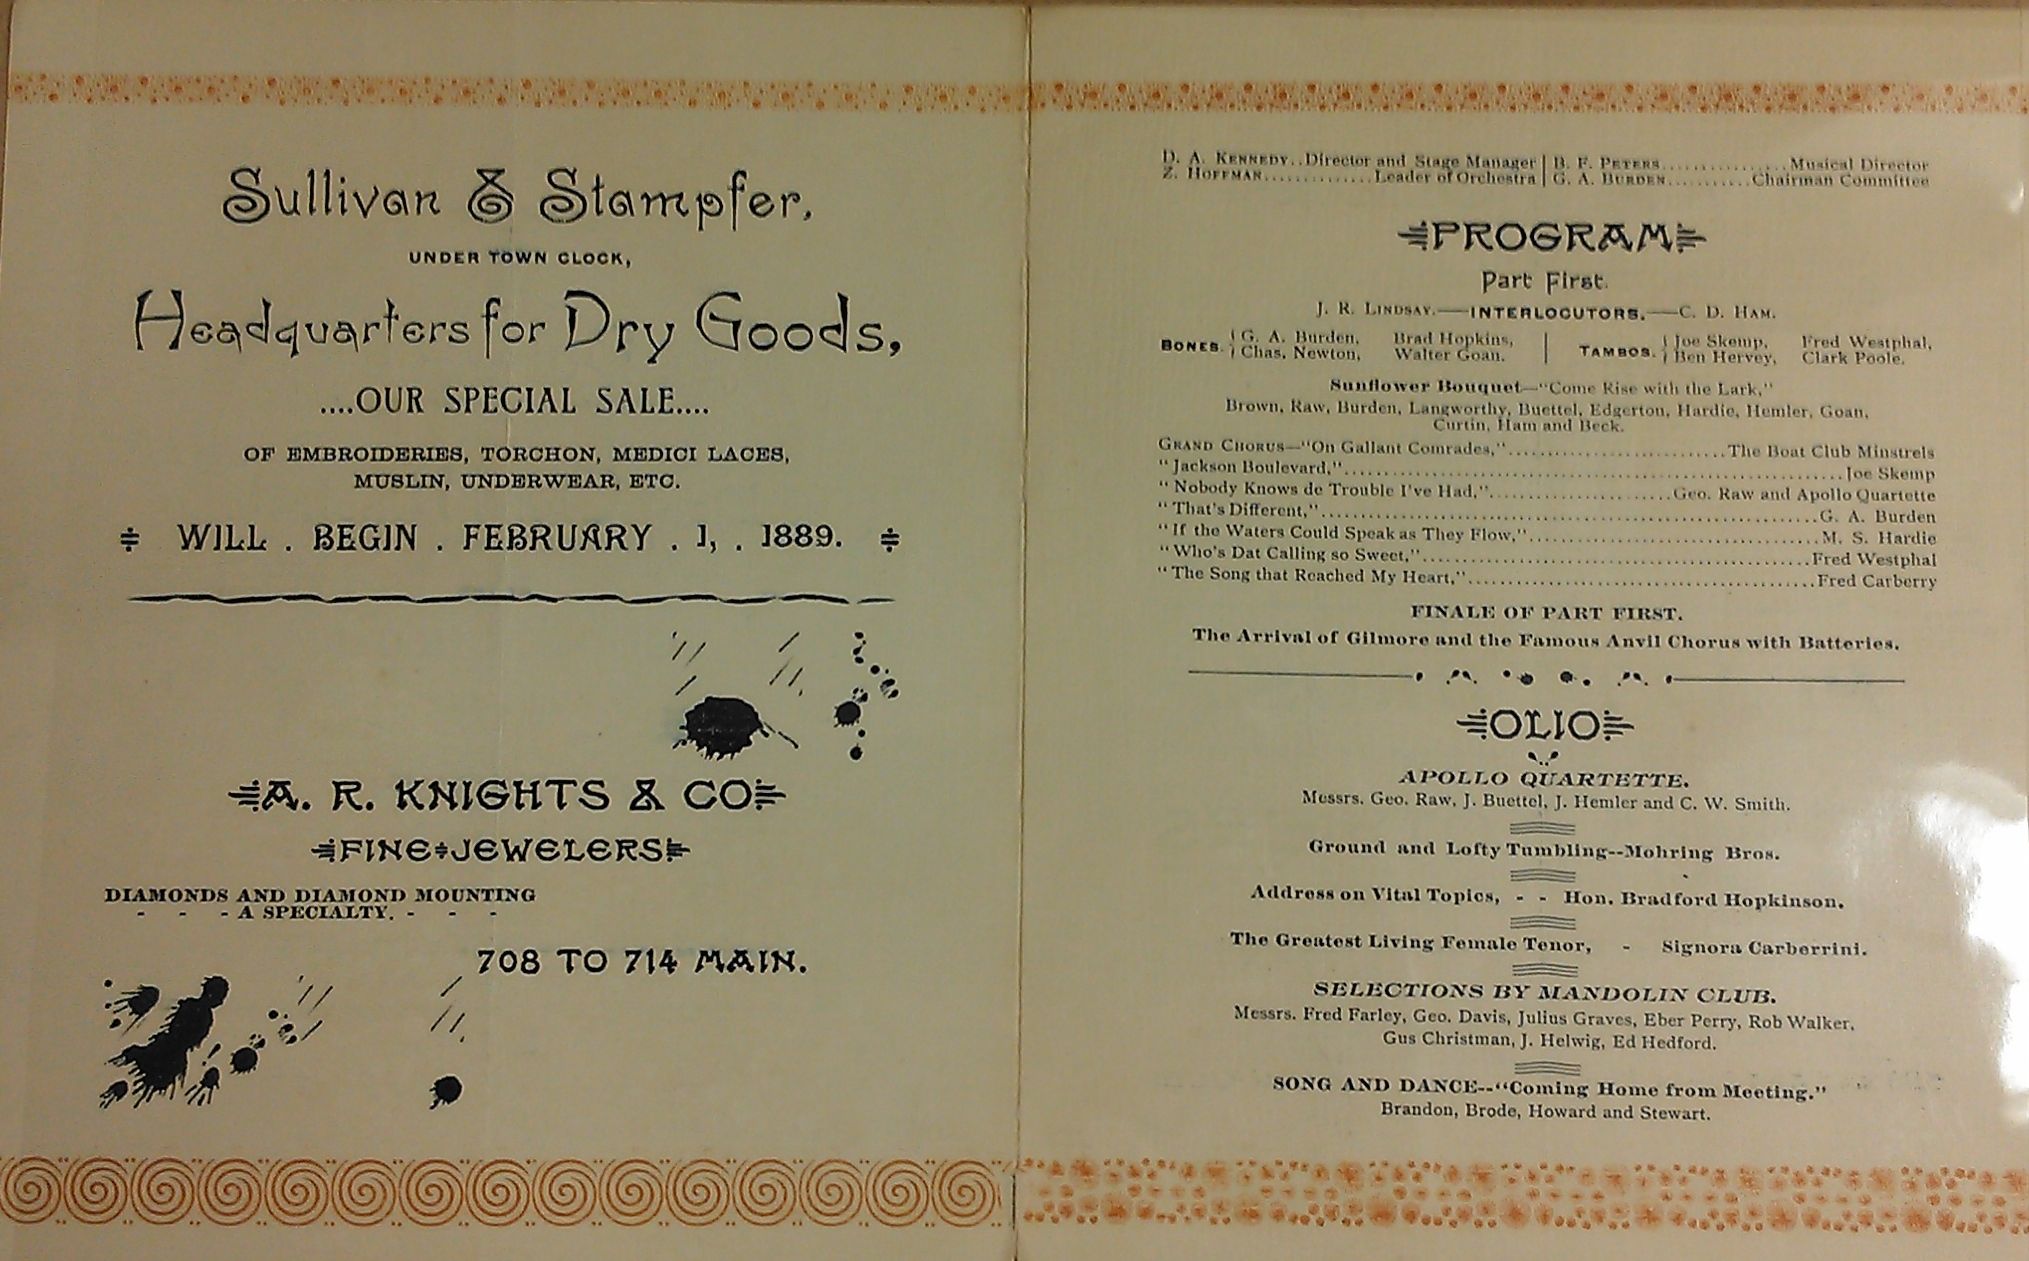 Sullivan & Stampfer,
UNDER TOWN CLOCK,
Headquarters for Dry Goods,
....OUR SPECIAL SALE....
OF EMBROIDERIES, TORCHON, MEDICI LACES,
MUSLIN, UNDERWEAR, ETC.
WILL . BEGIN . FEBRUARY . 1, . 1889.
A. R. KNIGHTS & CO
FINE JEWELERS
DIAMONDS AND DIAMOND MOUNTING
- - - A SPECIALTY. - - -
708 TO 714 MAIN.
D. A. KENNEDY..Director and Stage Manager | B. F. PETERS................Musical Director
Z. HOFFMAN..............Leader of Orchestra | G. A. BURDEN...........Chairman Committee
PROGRAM
Part First.
J. R. LINDSAY.—INTERLOCUTORS.—C. D. HAM.
BONES. { G. A. Burden, Brad Hopkins, | TAMBOS. { Joe Skemp, Fred Westphal,
Chas, Newton, Walter Goan. Ben Hervey, Clark Poole.
Sunflower Bouquet—"Come Rise with the Lark,"
Brown, Raw, Burden, Langworthy, Buettel, Edgerton, Hardie, Hemler, Goan,
Curtin, Ham and Beck.
GRAND CHORUS—"On Gallant Comrades,"...........................The Boat Club Minstrels
"Jackson Boulevard,"..............................................................Joe Skemp
"Nobody Knows de Trouble I've Had,".......................Geo. Raw and Apollo Quartette
"That's Different,".............................................................G. A. Burden
"If the Waters Could Speak as They Flow,"....................................M. S. Hardie
"Who's Dat Calling so Sweet,"................................................Fred Westphal
"The Song that Reached My Heart,"...........................................Fred Carberry
FINALE OF PART FIRST.
The Arrival of Gilmore and the Famous Anvil Chorus with Batteries.
OLIO
APOLLO QUARTETTE.
Messrs. Geo. Raw, J. Buettel, J. Hemler and C. W. Smith.
Ground and Lofty Tumbling--Mohring Bros.
Address on Vital Topics, - - Hon. Bradford Hopkinson.
The Greatest Living Female Tenor, - Signora Carberrini.
SELECTIONS BY MANDOLIN CLUB.
Messrs. Fred Farley, Geo. Davis, Julius Graves, Eber Perry, Rob Walker,
Gus Christman, J. Helwig, Ed Hedford.
SONG AND DANCE--"Coming Home from Meeting."
Brandon, Brode, Howard and Stewart.